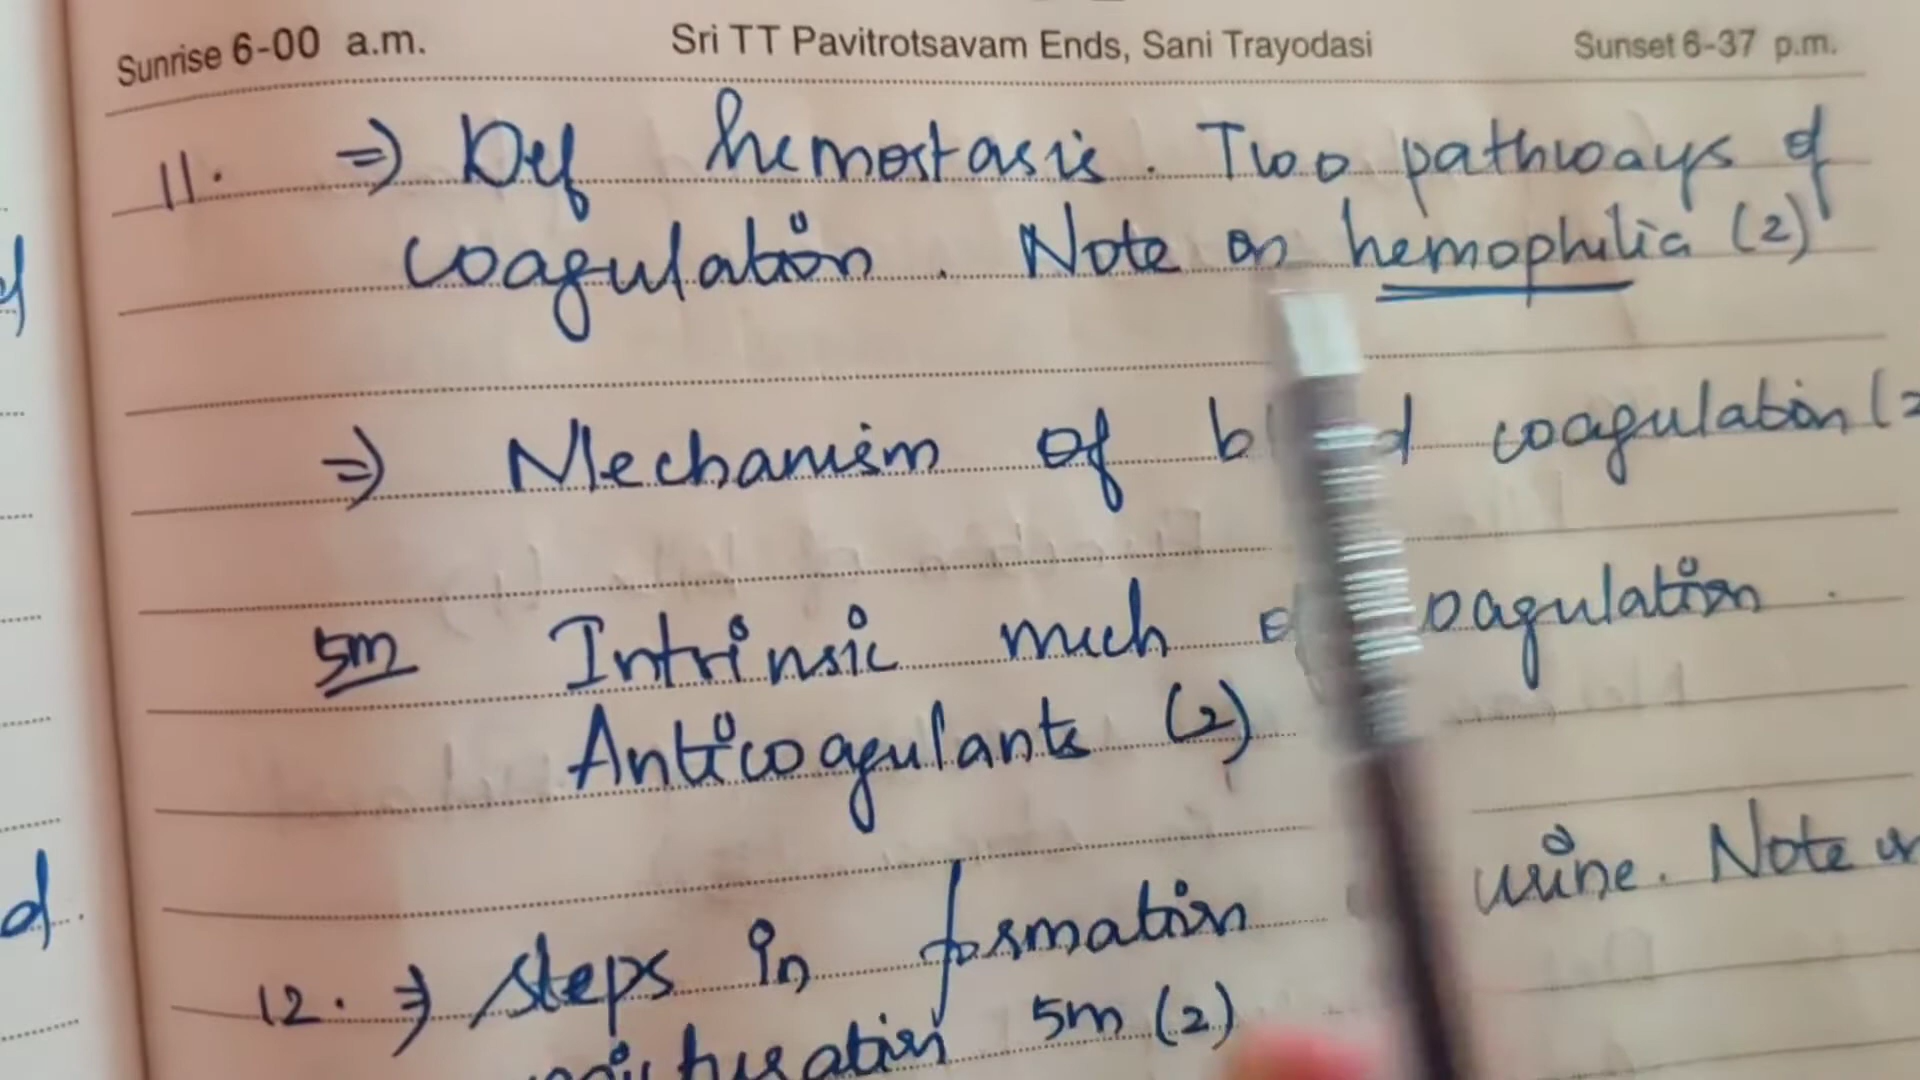 Sunrise 6-00 a.m. Sri TT Pavitrotsavam Ends, Sani Trayodasi Sunset 6-37 p.m.
11. ⇒ Def hemostasis. Two pathways of
coagulation. Note on hemophilia (2)
⇒ Mechanism of coagulation (2
5m Intrinsic mech oagulation.
Anticoagulants (2)
12. ⇒ Steps in formation urine. Note on
5m (2)